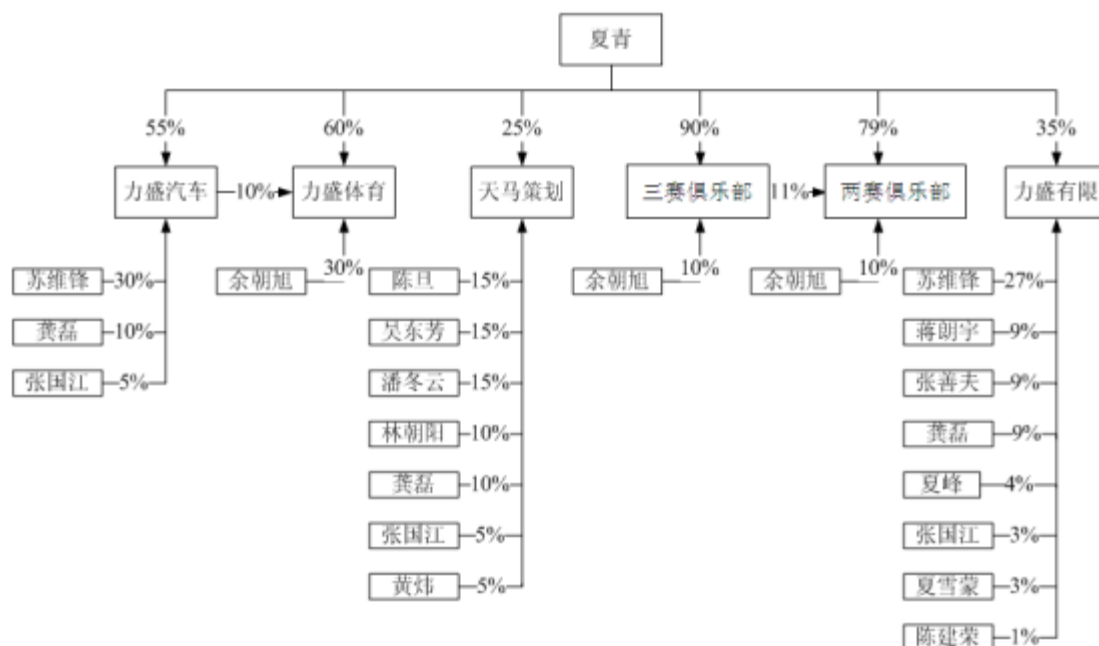 夏青
55% 60% 25% 90% 79% 35%
力盛汽车 10% 力盛体育 天马策划 三赛俱乐部 11% 两赛俱乐部 力盛有限
苏维锋 30% 余朝旭 30% 陈旦 15% 余朝旭 10% 余朝旭 10% 苏维锋 27%
龚磊 10% 吴东芳 15% 蒋朗宇 9%
张国江 5% 潘冬云 15% 张善夫 9%
林朝阳 10% 龚磊 9%
龚磊 10% 夏峰 4%
张国江 5% 张国江 3%
黄炜 5% 夏雪蒙 3%
陈建荣 1%